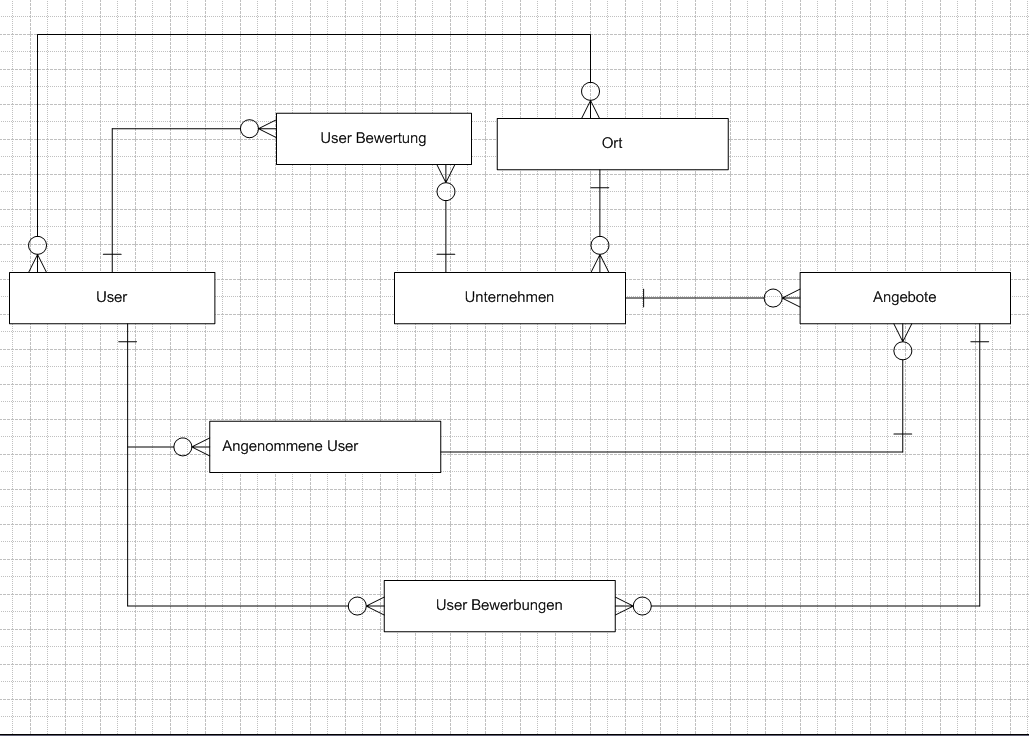 User Bewertung
Ort
User
Unternehmen
Angebote
Angenommene User
User Bewerbungen